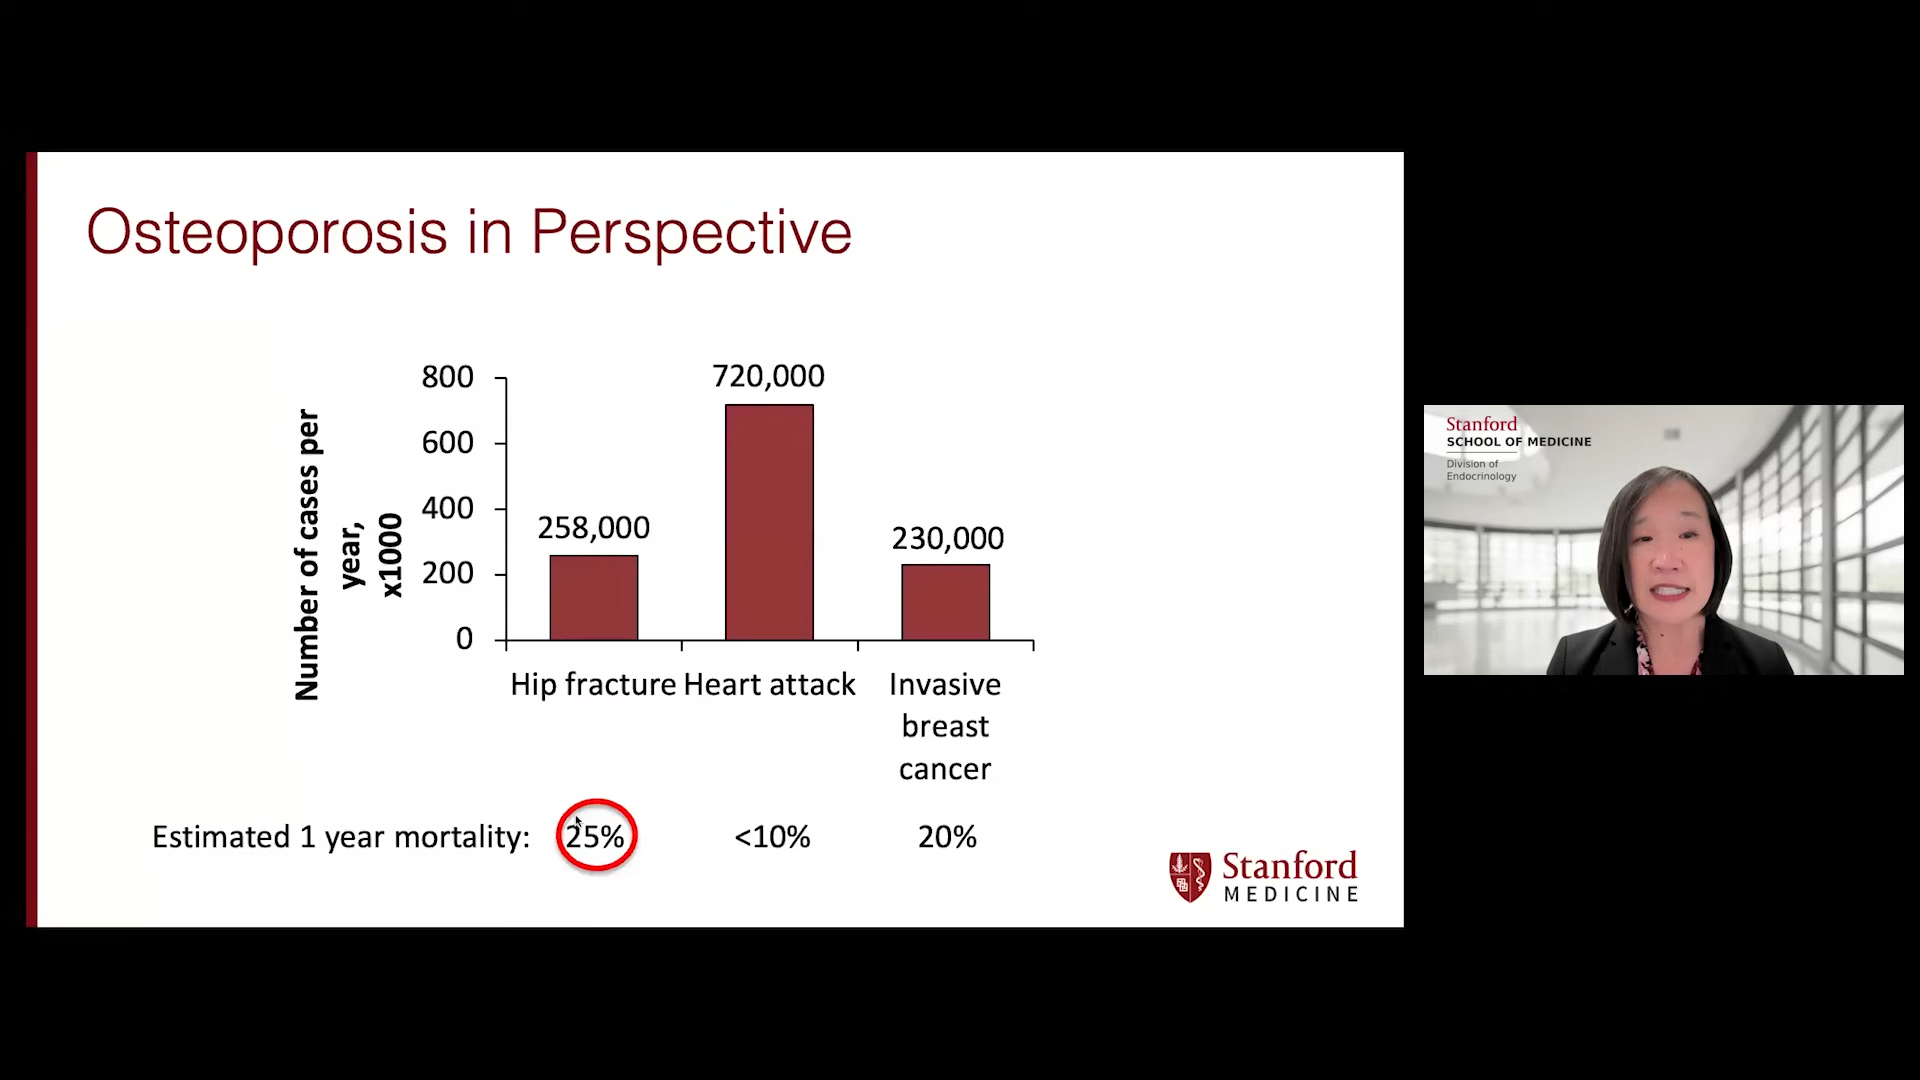 Osteoporosis in Perspective
Number of cases per
year,
x1000
800
600
400
200
0
258,000
720,000
230,000
Hip fracture
Heart attack
Invasive
breast
cancer
Estimated 1 year mortality:
25%
<10%
20%
Stanford
MEDICINE
Stanford
SCHOOL OF MEDICINE
Division of
Endocrinology